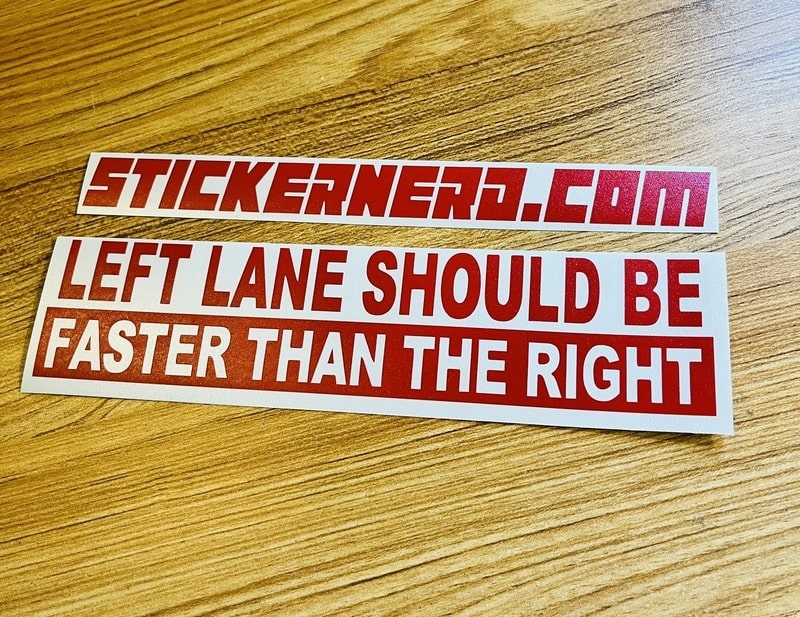 STICKERNERD.COM
LEFT LANE SHOULD BE
FASTER THAN THE RIGHT